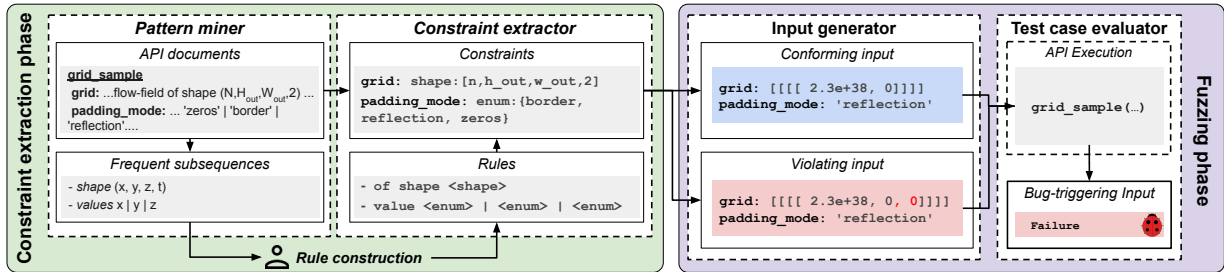 Constraint extraction phase
Pattern miner
API documents
grid_sample
grid: ...flow-field of shape (N,Hout,Wout,2) ...
padding_mode: ... 'zeros' | 'border' |
'reflection'....
Frequent subsequences
- shape (x, y, z, t)
- values x | y | z
Rule construction
Constraint extractor
Constraints
grid: shape:[n,h_out,w_out,2]
padding_mode: enum:{border,
reflection, zeros}
Rules
- of shape <shape>
- value <enum> | <enum> | <enum>
Input generator
Conforming input
grid: [[[[ 2.3e+38, 0]]]]
padding_mode: 'reflection'
Violating input
grid: [[[[ 2.3e+38, 0, 0]]]]
padding_mode: 'reflection'
Test case evaluator
API Execution
grid_sample(…)
Bug-triggering Input
Failure
Fuzzing phase